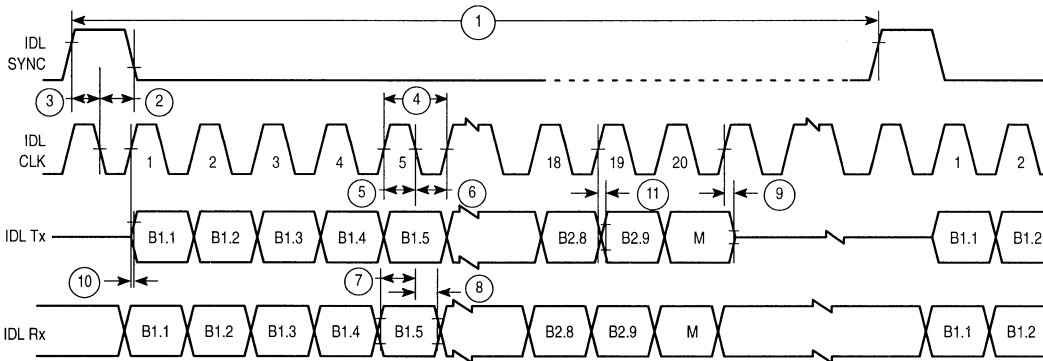 1
IDL
SYNC
3
2
4
IDL
CLK
1 2 3 4 5 18 19 20 1 2
5
6
11
9
IDL Tx
B1.1 B1.2 B1.3 B1.4 B1.5 B2.8 B2.9 M B1.1 B1.2
10
7
8
IDL Rx
B1.1 B1.2 B1.3 B1.4 B1.5 B2.8 B2.9 M B1.1 B1.2